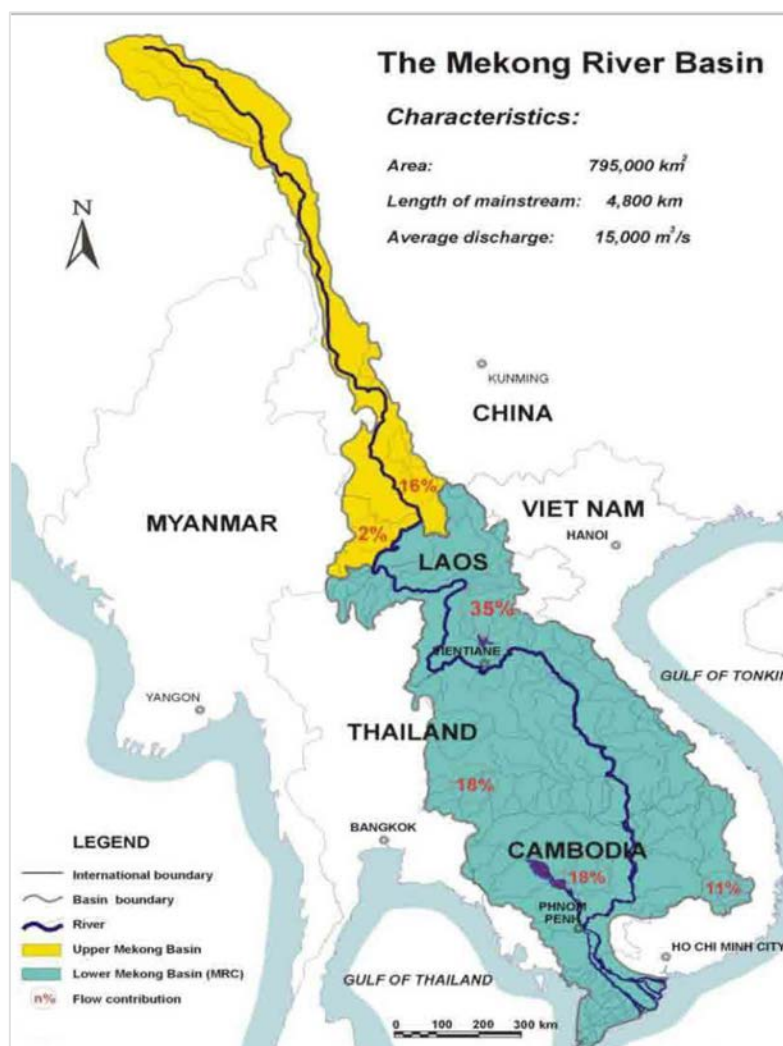 The Mekong River Basin
Characteristics:
Area: 795,000 km²
Length of mainstream: 4,800 km
Average discharge: 15,000 m³/s
N
KUNMING
CHINA
16%
MYANMAR
VIET NAM
2%
HANOI
LAOS
35%
VIENTIANE
GULF OF TONKIN
YANGON
THAILAND
18%
BANGKOK
CAMBODIA
18%
11%
PHNOM
PENH
HO CHI MINH CITY
GULF OF THAILAND
LEGEND
International boundary
Basin boundary
River
Upper Mekong Basin
Lower Mekong Basin (MRC)
n% Flow contribution
0 100 200 300 km